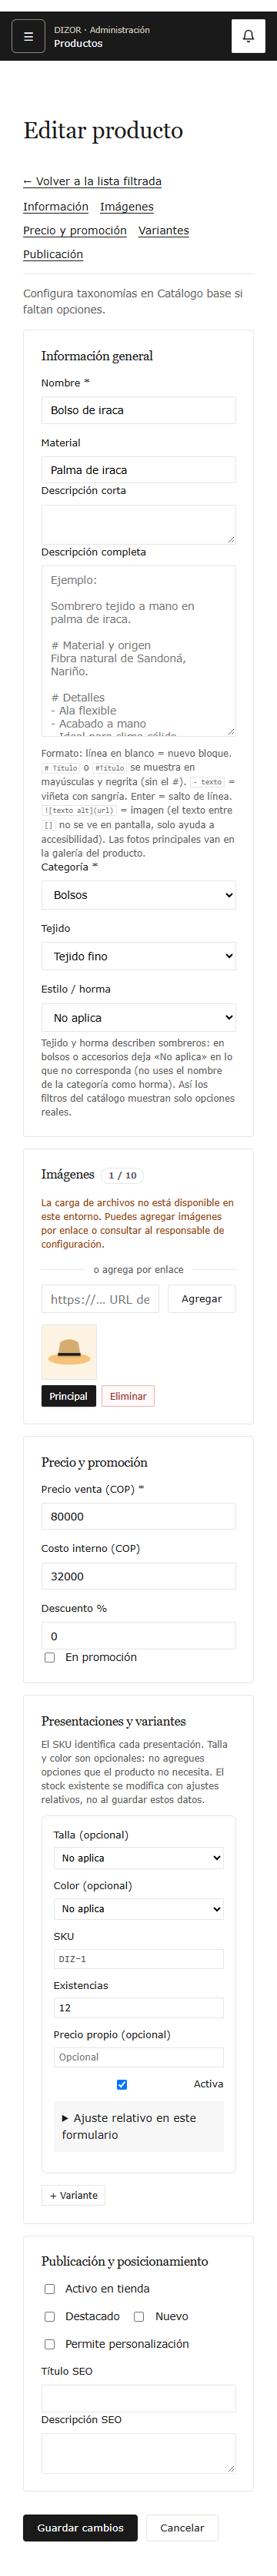 ☰
DIZOR · Administración
Productos
Editar producto
← Volver a la lista filtrada
Información Imágenes
Precio y promoción Variantes
Publicación
Configura taxonomías en Catálogo base si
faltan opciones.
Información general
Nombre *
Bolso de iraca
Material
Palma de iraca
Descripción corta
Descripción completa
Ejemplo:
Sombrero tejido a mano en
palma de iraca.
# Material y origen
Fibra natural de Sandoná,
Nariño.
# Detalles
- Ala flexible
- Acabado a mano
- Ideal para clima cálido
Formato: línea en blanco = nuevo bloque.
# Título o #Título se muestra en
mayúsculas y negrita (sin el #). - texto =
viñeta con sangría. Enter = salto de línea.
![texto alt](url) = imagen (el texto entre
[] no se ve en pantalla, solo ayuda a
accesibilidad). Las fotos principales van en
la galería del producto.
Categoría *
Bolsos
Tejido
Tejido fino
Estilo / horma
No aplica
Tejido y horma describen sombreros: en
bolsos o accesorios deja «No aplica» en lo
que no corresponda (no uses el nombre
de la categoría como horma). Así los
filtros del catálogo muestran solo opciones
reales.
Imágenes 1 / 10
La carga de archivos no está disponible en
este entorno. Puedes agregar imágenes
por enlace o consultar al responsable de
configuración.
o agrega por enlace
https://... URL de Agregar
Principal Eliminar
Precio y promoción
Precio venta (COP) *
80000
Costo interno (COP)
32000
Descuento %
0
En promoción
Presentaciones y variantes
El SKU identifica cada presentación. Talla
y color son opcionales: no agregues
opciones que el producto no necesita. El
stock existente se modifica con ajustes
relativos, no al guardar estos datos.
Talla (opcional)
No aplica
Color (opcional)
No aplica
SKU
DIZ-1
Existencias
12
Precio propio (opcional)
Opcional
Activa
▶ Ajuste relativo en este
formulario
+ Variante
Publicación y posicionamiento
Activo en tienda
Destacado Nuevo
Permite personalización
Título SEO
Descripción SEO
Guardar cambios Cancelar